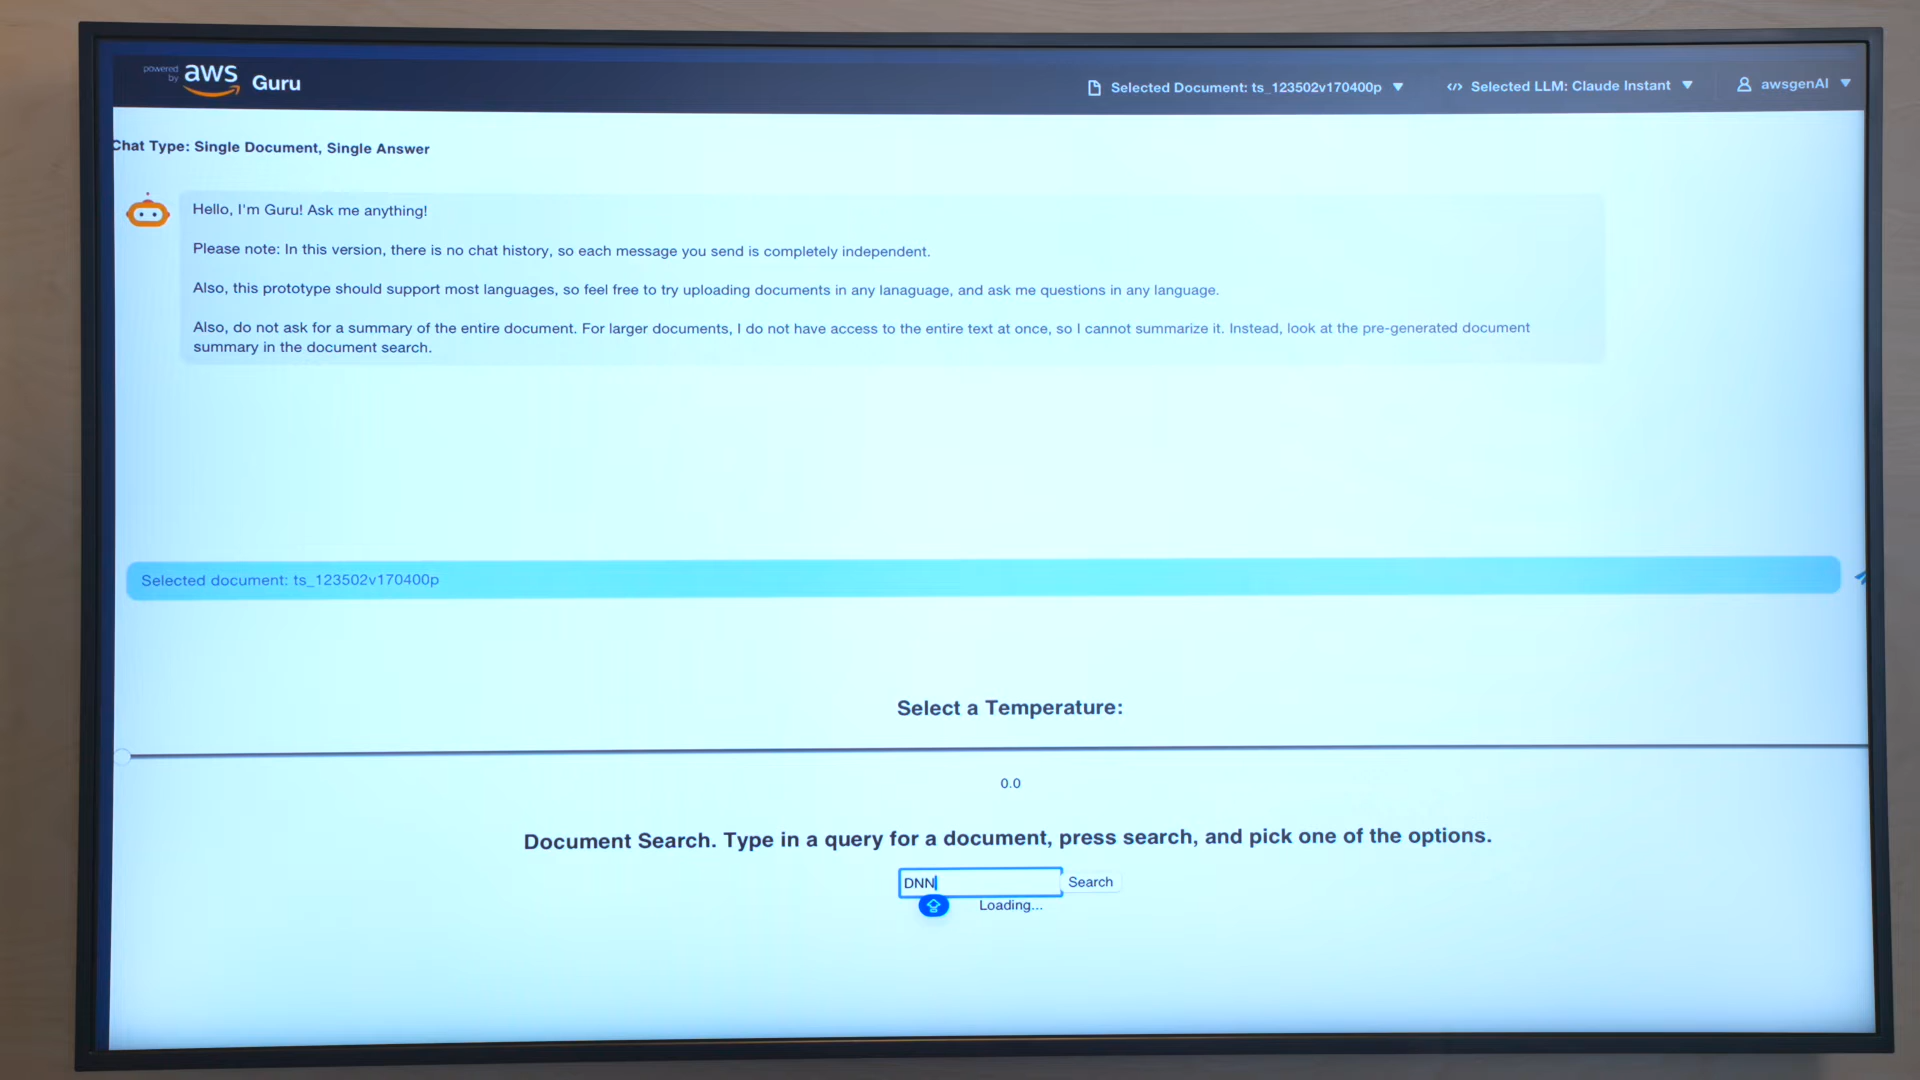 powered by aws Guru
Selected Document: ts_123502v170400p
Selected LLM: Claude Instant
awsgenAI
Chat Type: Single Document, Single Answer
Hello, I'm Guru! Ask me anything!
Please note: In this version, there is no chat history, so each message you send is completely independent.
Also, this prototype should support most languages, so feel free to try uploading documents in any lanaguage, and ask me questions in any language.
Also, do not ask for a summary of the entire document. For larger documents, I do not have access to the entire text at once, so I cannot summarize it. Instead, look at the pre-generated document
summary in the document search.
Selected document: ts_123502v170400p
Select a Temperature:
0.0
Document Search. Type in a query for a document, press search, and pick one of the options.
DNN
Search
Loading...